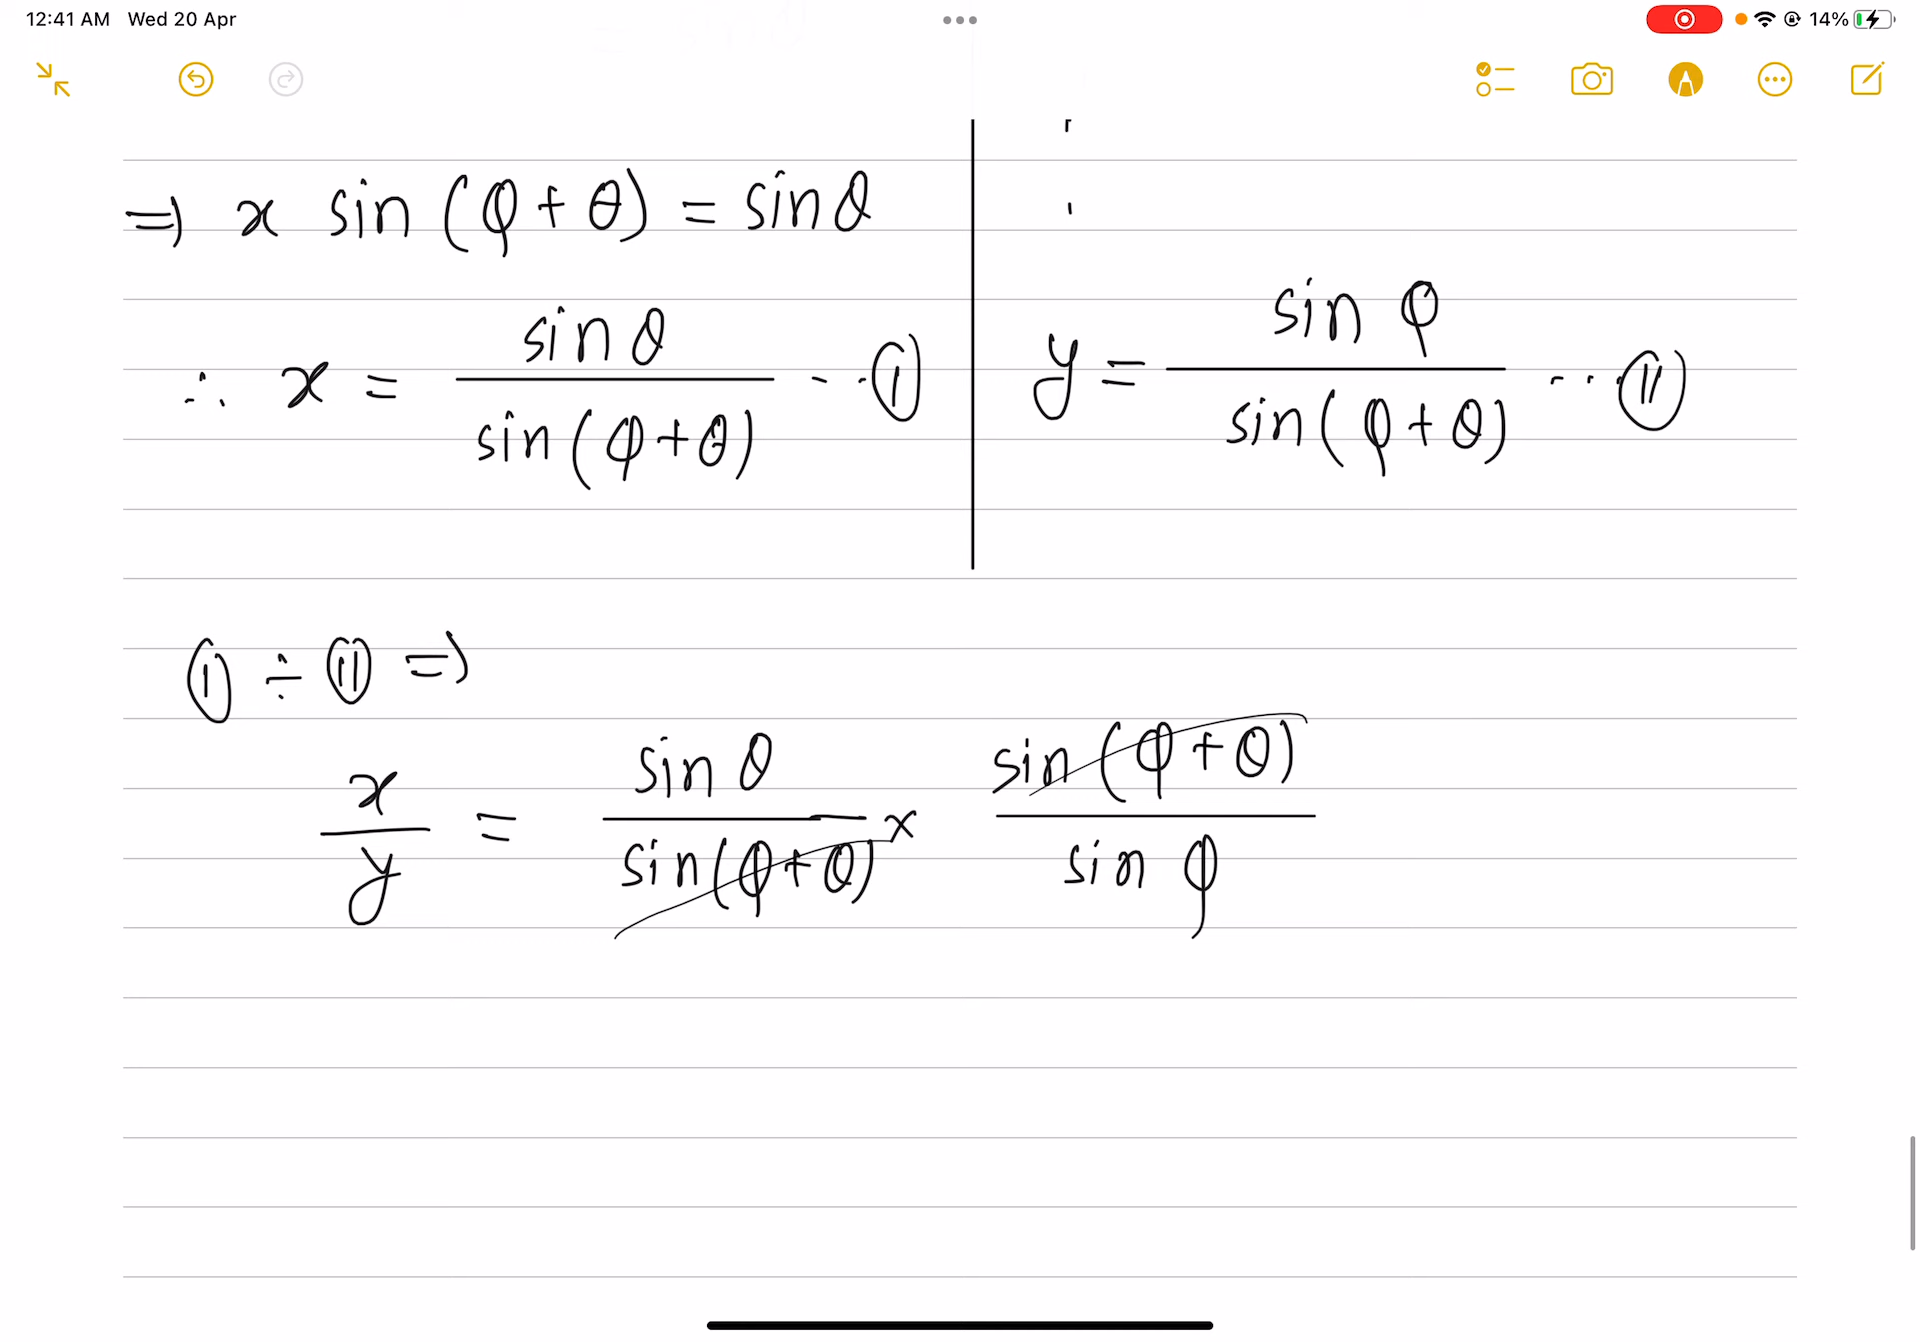 12:41 AM Wed 20 Apr
14%
=) x sin (φ + θ) = sin θ
∴ x = sin θ / sin (φ + θ) - - (I)
y = sin φ / sin (φ + θ) - - - (II)
(I) ÷ (II) =)
x / y = sin θ / sin (φ + θ) × sin (φ + θ) / sin φ